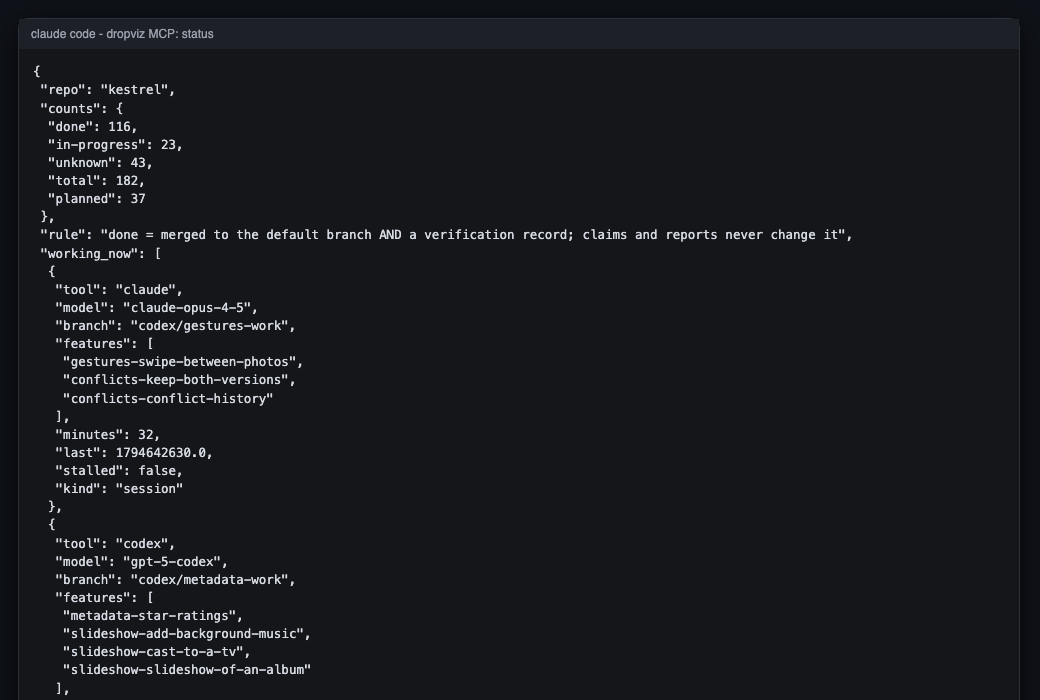 claude code - dropviz MCP: status
{
 "repo": "kestrel",
 "counts": {
  "done": 116,
  "in-progress": 23,
  "unknown": 43,
  "total": 182,
  "planned": 37
 },
 "rule": "done = merged to the default branch AND a verification record; claims and reports never change it",
 "working_now": [
  {
   "tool": "claude",
   "model": "claude-opus-4-5",
   "branch": "codex/gestures-work",
   "features": [
    "gestures-swipe-between-photos",
    "conflicts-keep-both-versions",
    "conflicts-conflict-history"
   ],
   "minutes": 32,
   "last": 1794642630.0,
   "stalled": false,
   "kind": "session"
  },
  {
   "tool": "codex",
   "model": "gpt-5-codex",
   "branch": "codex/metadata-work",
   "features": [
    "metadata-star-ratings",
    "slideshow-add-background-music",
    "slideshow-cast-to-a-tv",
    "slideshow-slideshow-of-an-album"
   ],